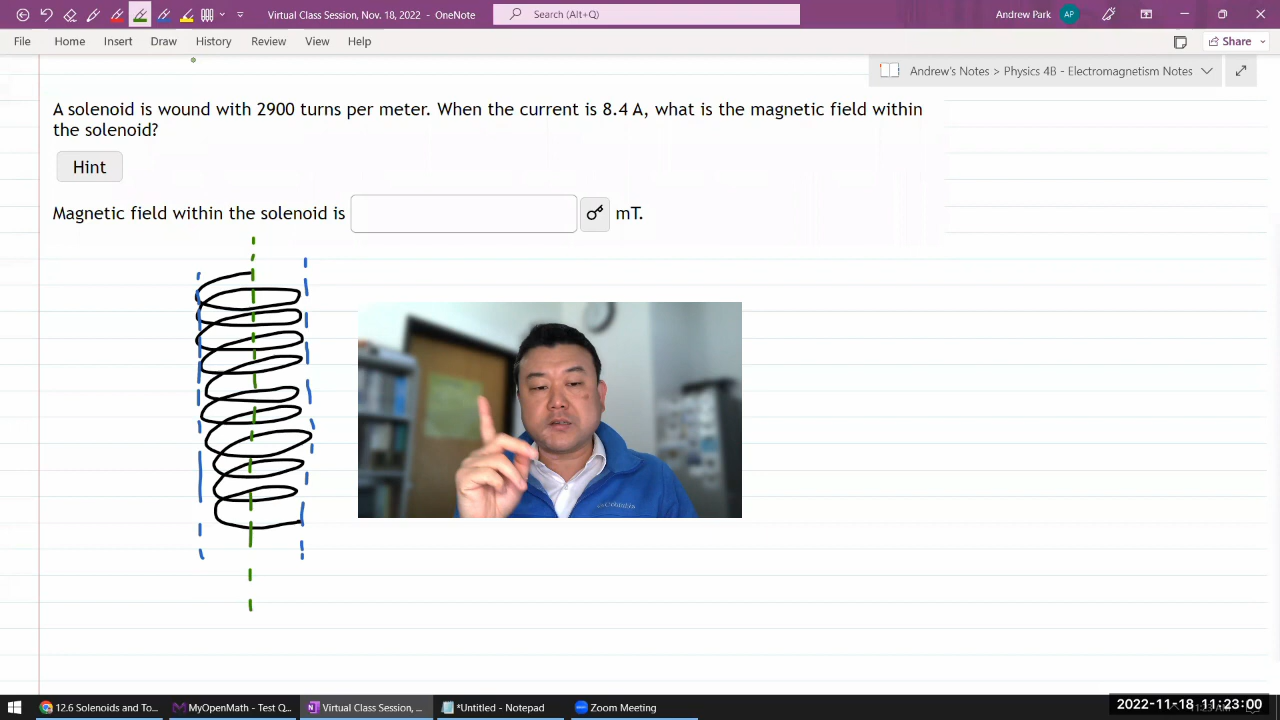 Virtual Class Session, Nov. 18, 2022 - OneNote
Search (Alt+Q)
Andrew Park
AP
File Home Insert Draw History Review View Help
Share
Andrew's Notes > Physics 4B - Electromagnetism Notes
A solenoid is wound with 2900 turns per meter. When the current is 8.4 A, what is the magnetic field within
the solenoid?
Hint
Magnetic field within the solenoid is
mT.
Columbia
12.6 Solenoids and To...
MyOpenMath - Test Q...
Virtual Class Session, ...
*Untitled - Notepad
Zoom Meeting
2022-11-18 11:23:00